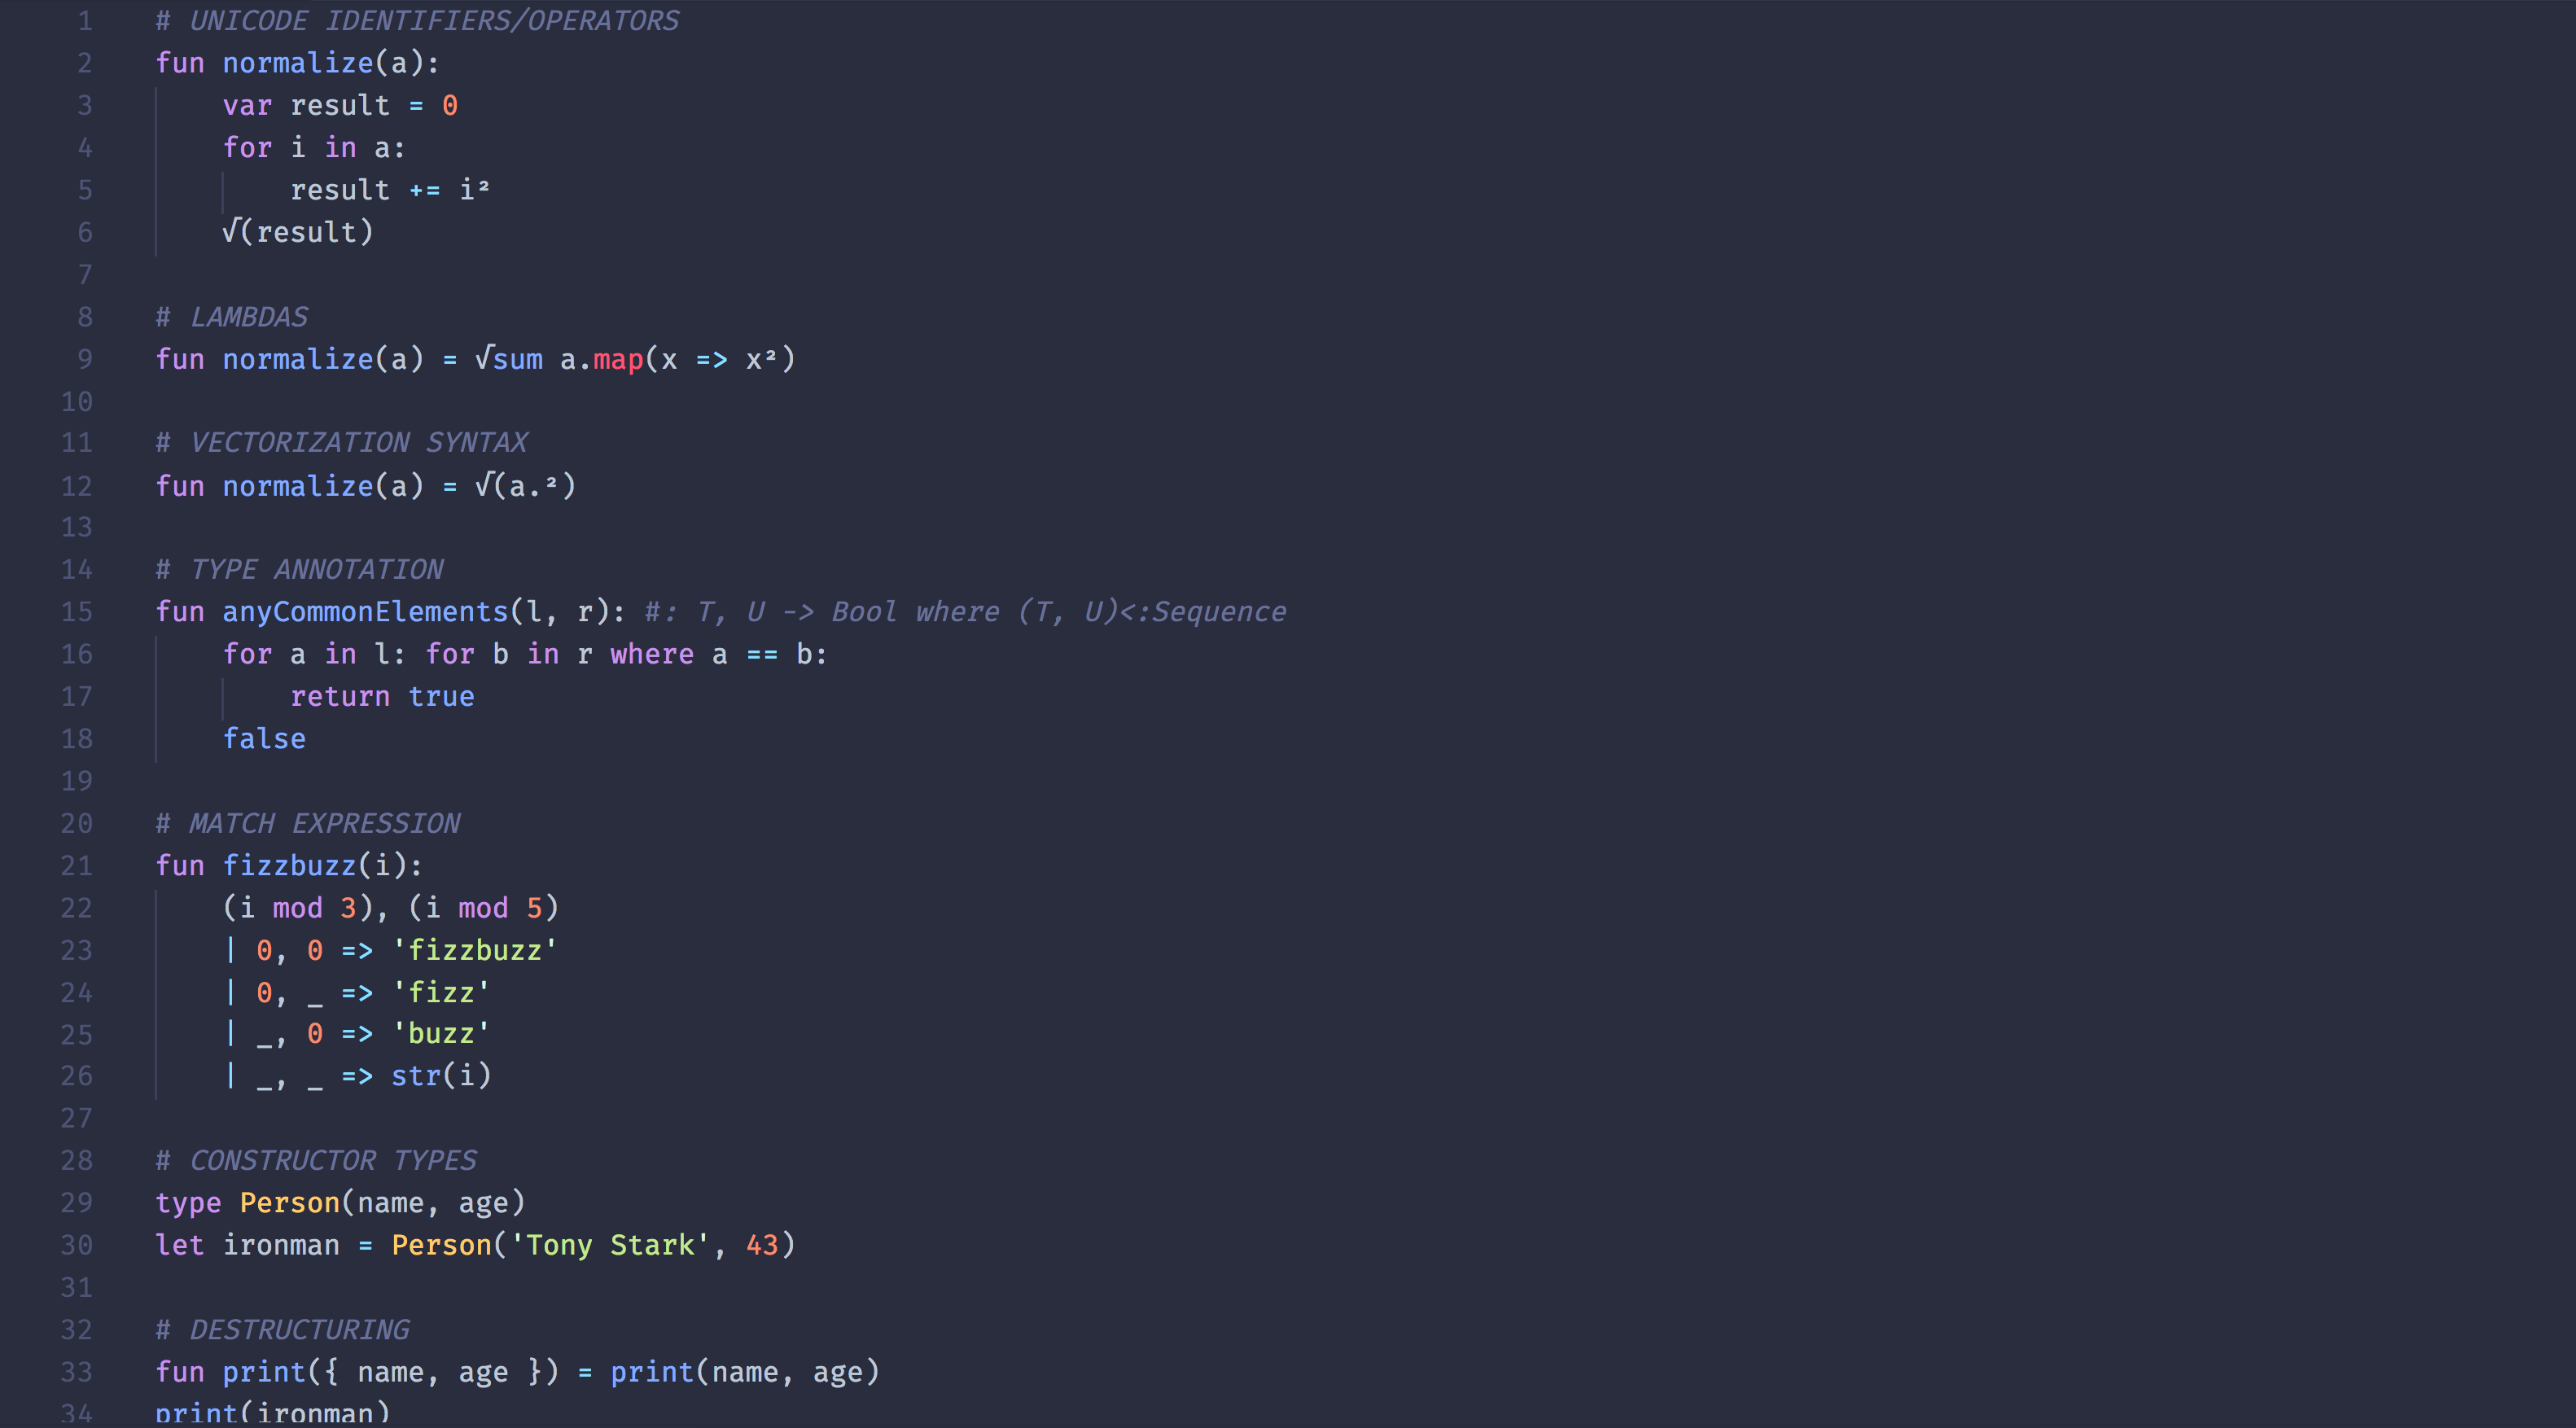 1 # UNICODE IDENTIFIERS/OPERATORS
2 fun normalize(a):
3     var result = 0
4     for i in a:
5         result += i²
6     √(result)
7
8 # LAMBDAS
9 fun normalize(a) = √sum a.map(x => x²)
10
11 # VECTORIZATION SYNTAX
12 fun normalize(a) = √(a.²)
13
14 # TYPE ANNOTATION
15 fun anyCommonElements(l, r): #: T, U -> Bool where (T, U)<:Sequence
16     for a in l: for b in r where a == b:
17         return true
18     false
19
20 # MATCH EXPRESSION
21 fun fizzbuzz(i):
22     (i mod 3), (i mod 5)
23     | 0, 0 => 'fizzbuzz'
24     | 0, _ => 'fizz'
25     | _, 0 => 'buzz'
26     | _, _ => str(i)
27
28 # CONSTRUCTOR TYPES
29 type Person(name, age)
30 let ironman = Person('Tony Stark', 43)
31
32 # DESTRUCTURING
33 fun print({ name, age }) = print(name, age)
34 print(ironman)